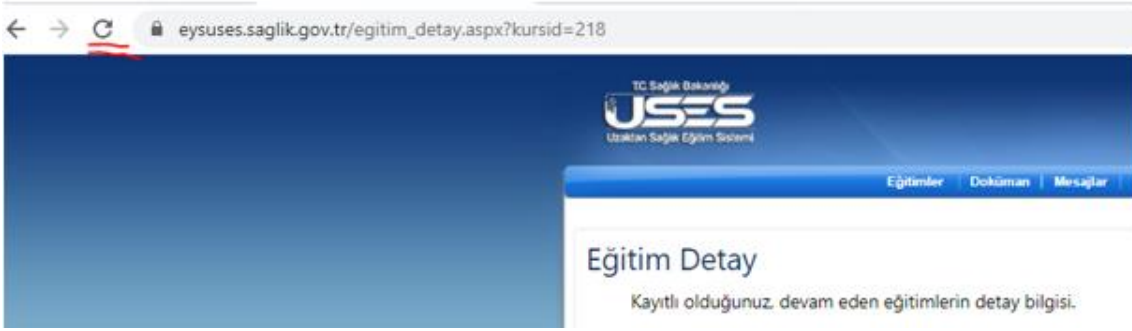 eysuses.saglik.gov.tr/egitim_detay.aspx?kursid=218
TC Sağlık Bakanlığı
USES
Uzaktan Sağlık Eğitim Sistemi
Eğitimler | Doküman | Mesajlar |
Eğitim Detay
Kayıtlı olduğunuz, devam eden eğitimlerin detay bilgisi.